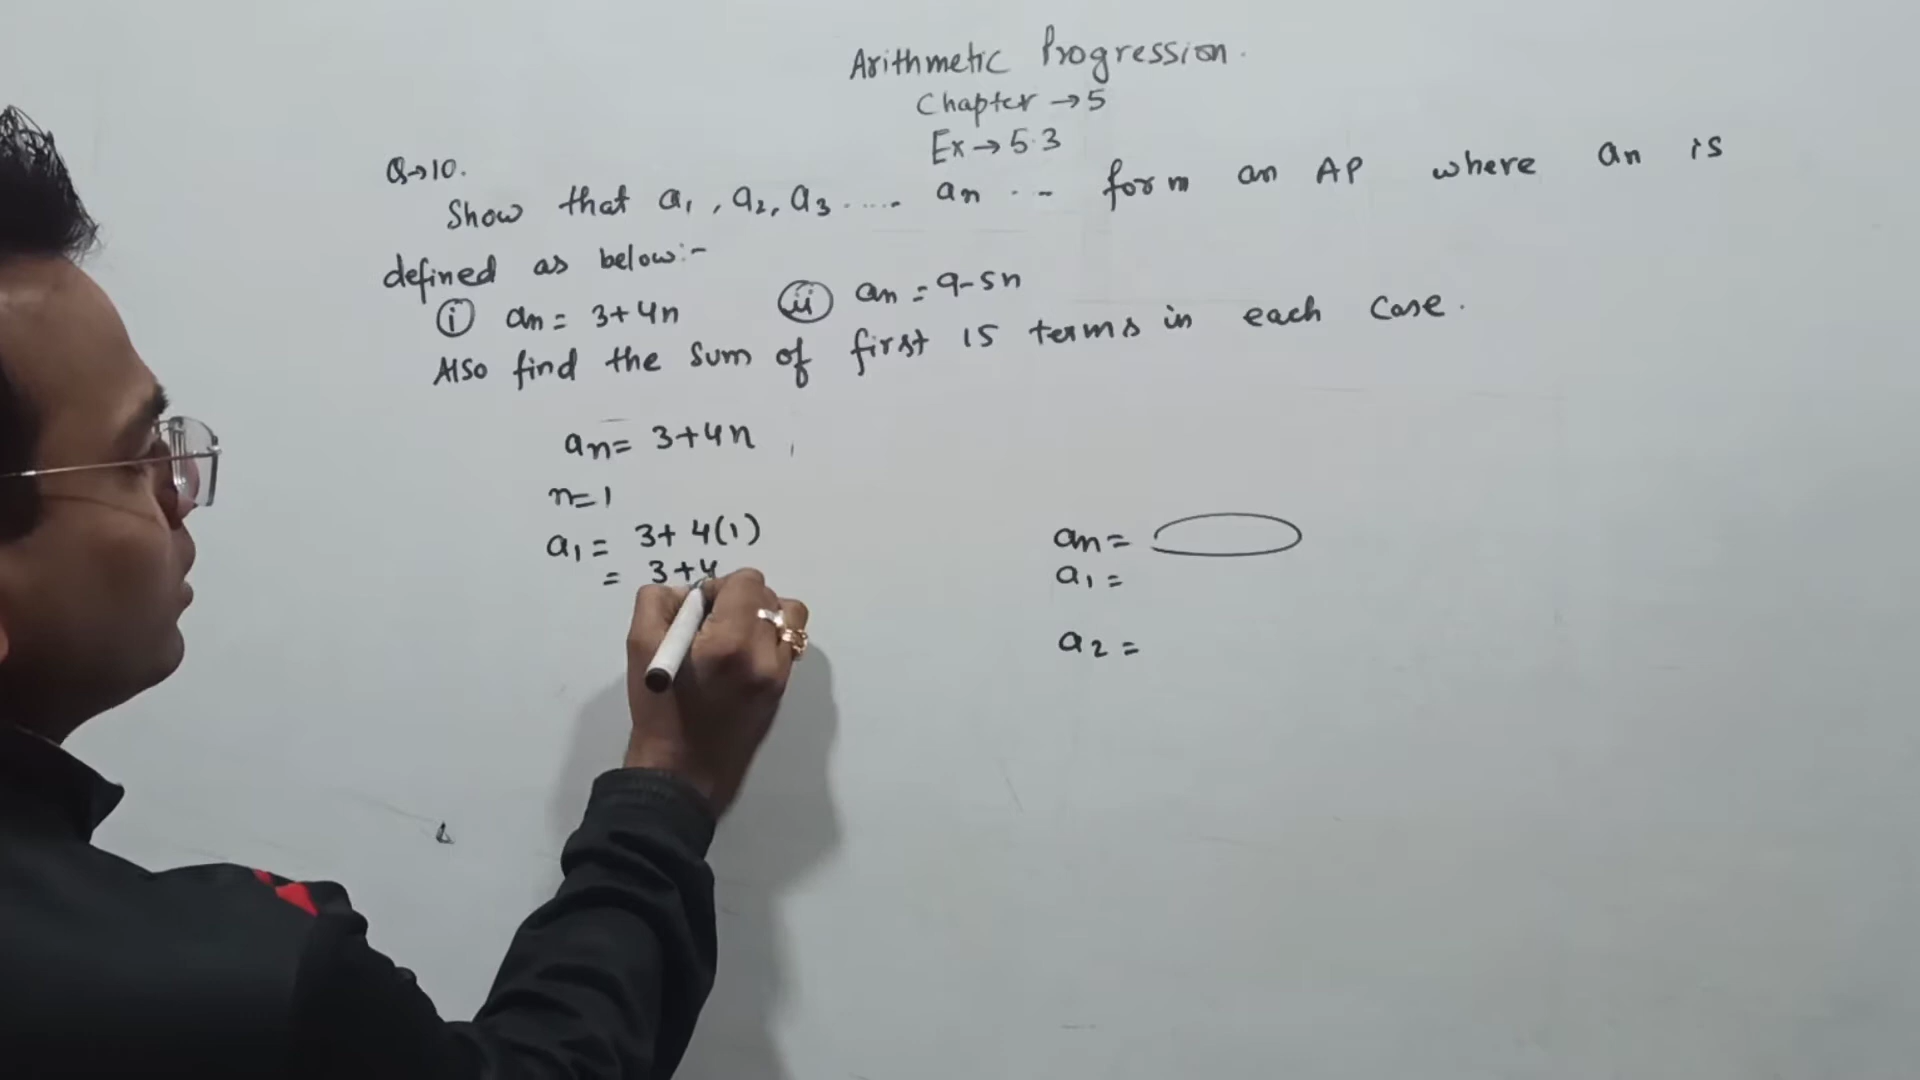 Arithmetic Progression.
Chapter → 5
Ex → 5.3
Q→10.
Show that a₁, a₂, a₃ ..... an ... form an AP where an is
defined as below:-
(i) an = 3+4n (ii) an = 9-5n
Also find the sum of first 15 terms in each case.
an = 3+4n
n=1
a₁ = 3+4(1)
= 3+4
an =
a₁ =
a₂ =